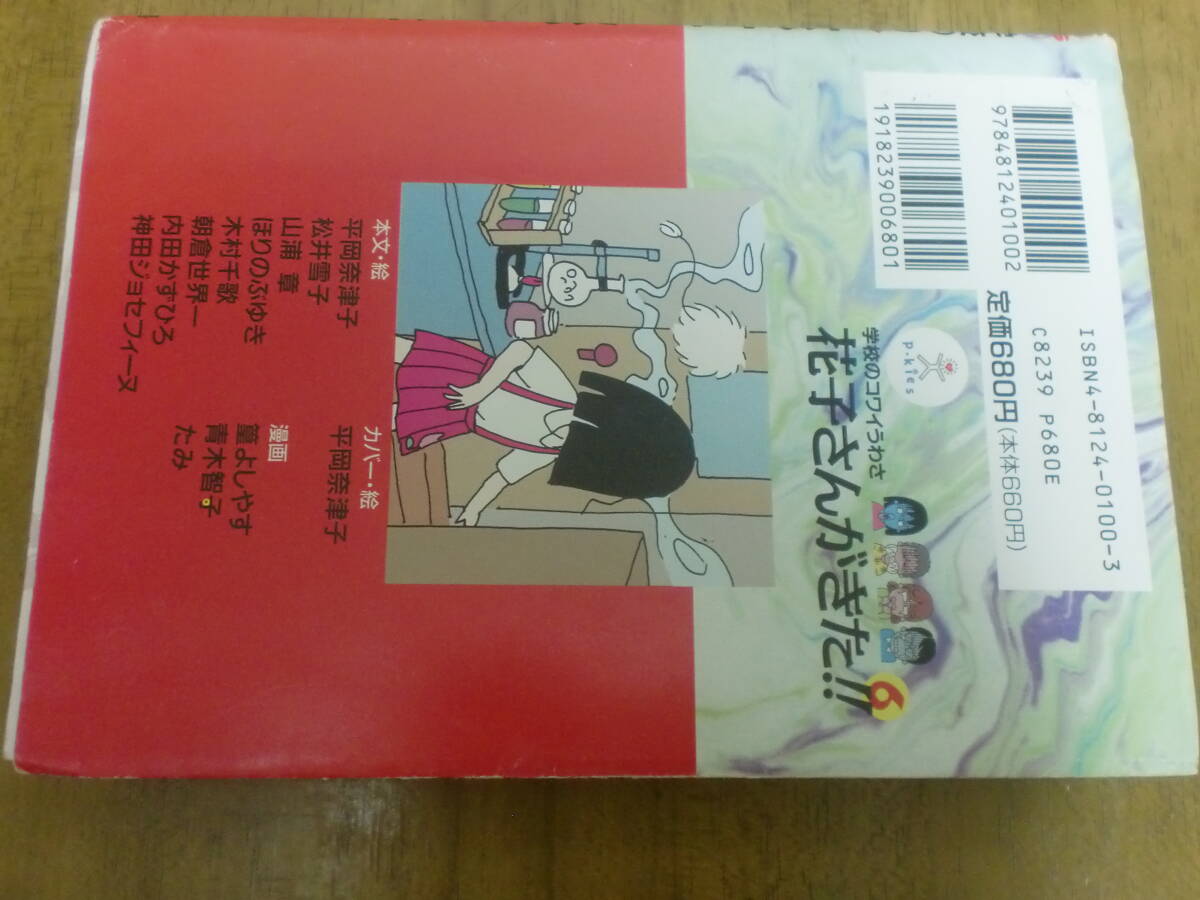 9784812401002
1918239006801
ISBN4-8124-0100-3
C8239 P680E
定価680円(本体660円)
p.kies
学校のコワイうわさ
花子さんがきた!!
6
本文・絵
平岡奈津子
松井雪子
山浦 章
ほりのぶゆき
木村千歌
朝倉世界一
内田かずひろ
神田ジョセフィーヌ
カバー・絵
平岡奈津子
漫画
篁よしやす
青木智子
たみ